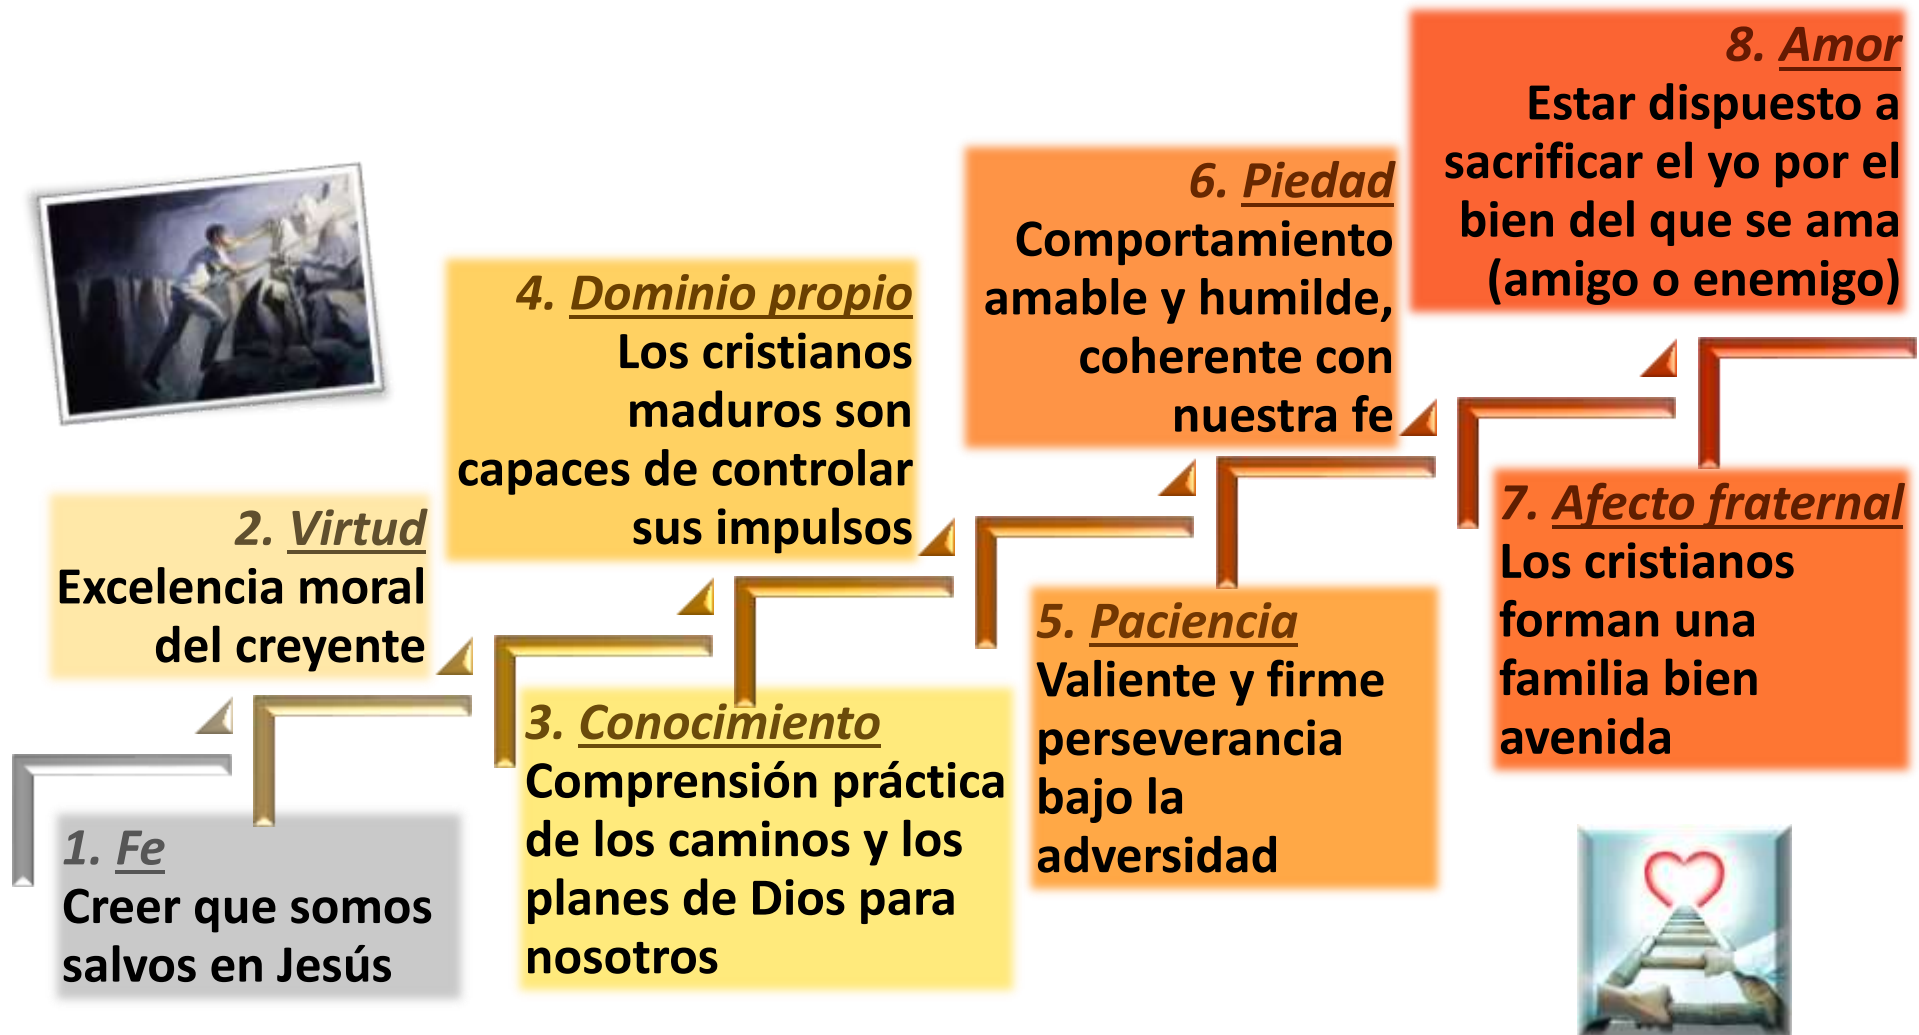 1. Fe
Creer que somos
salvos en Jesús
2. Virtud
Excelencia moral
del creyente
3. Conocimiento
Comprensión práctica
de los caminos y los
planes de Dios para
nosotros
4. Dominio propio
Los cristianos
maduros son
capaces de controlar
sus impulsos
5. Paciencia
Valiente y firme
perseverancia
bajo la
adversidad
6. Piedad
Comportamiento
amable y humilde,
coherente con
nuestra fe
7. Afecto fraternal
Los cristianos
forman una
familia bien
avenida
8. Amor
Estar dispuesto a
sacrificar el yo por el
bien del que se ama
(amigo o enemigo)